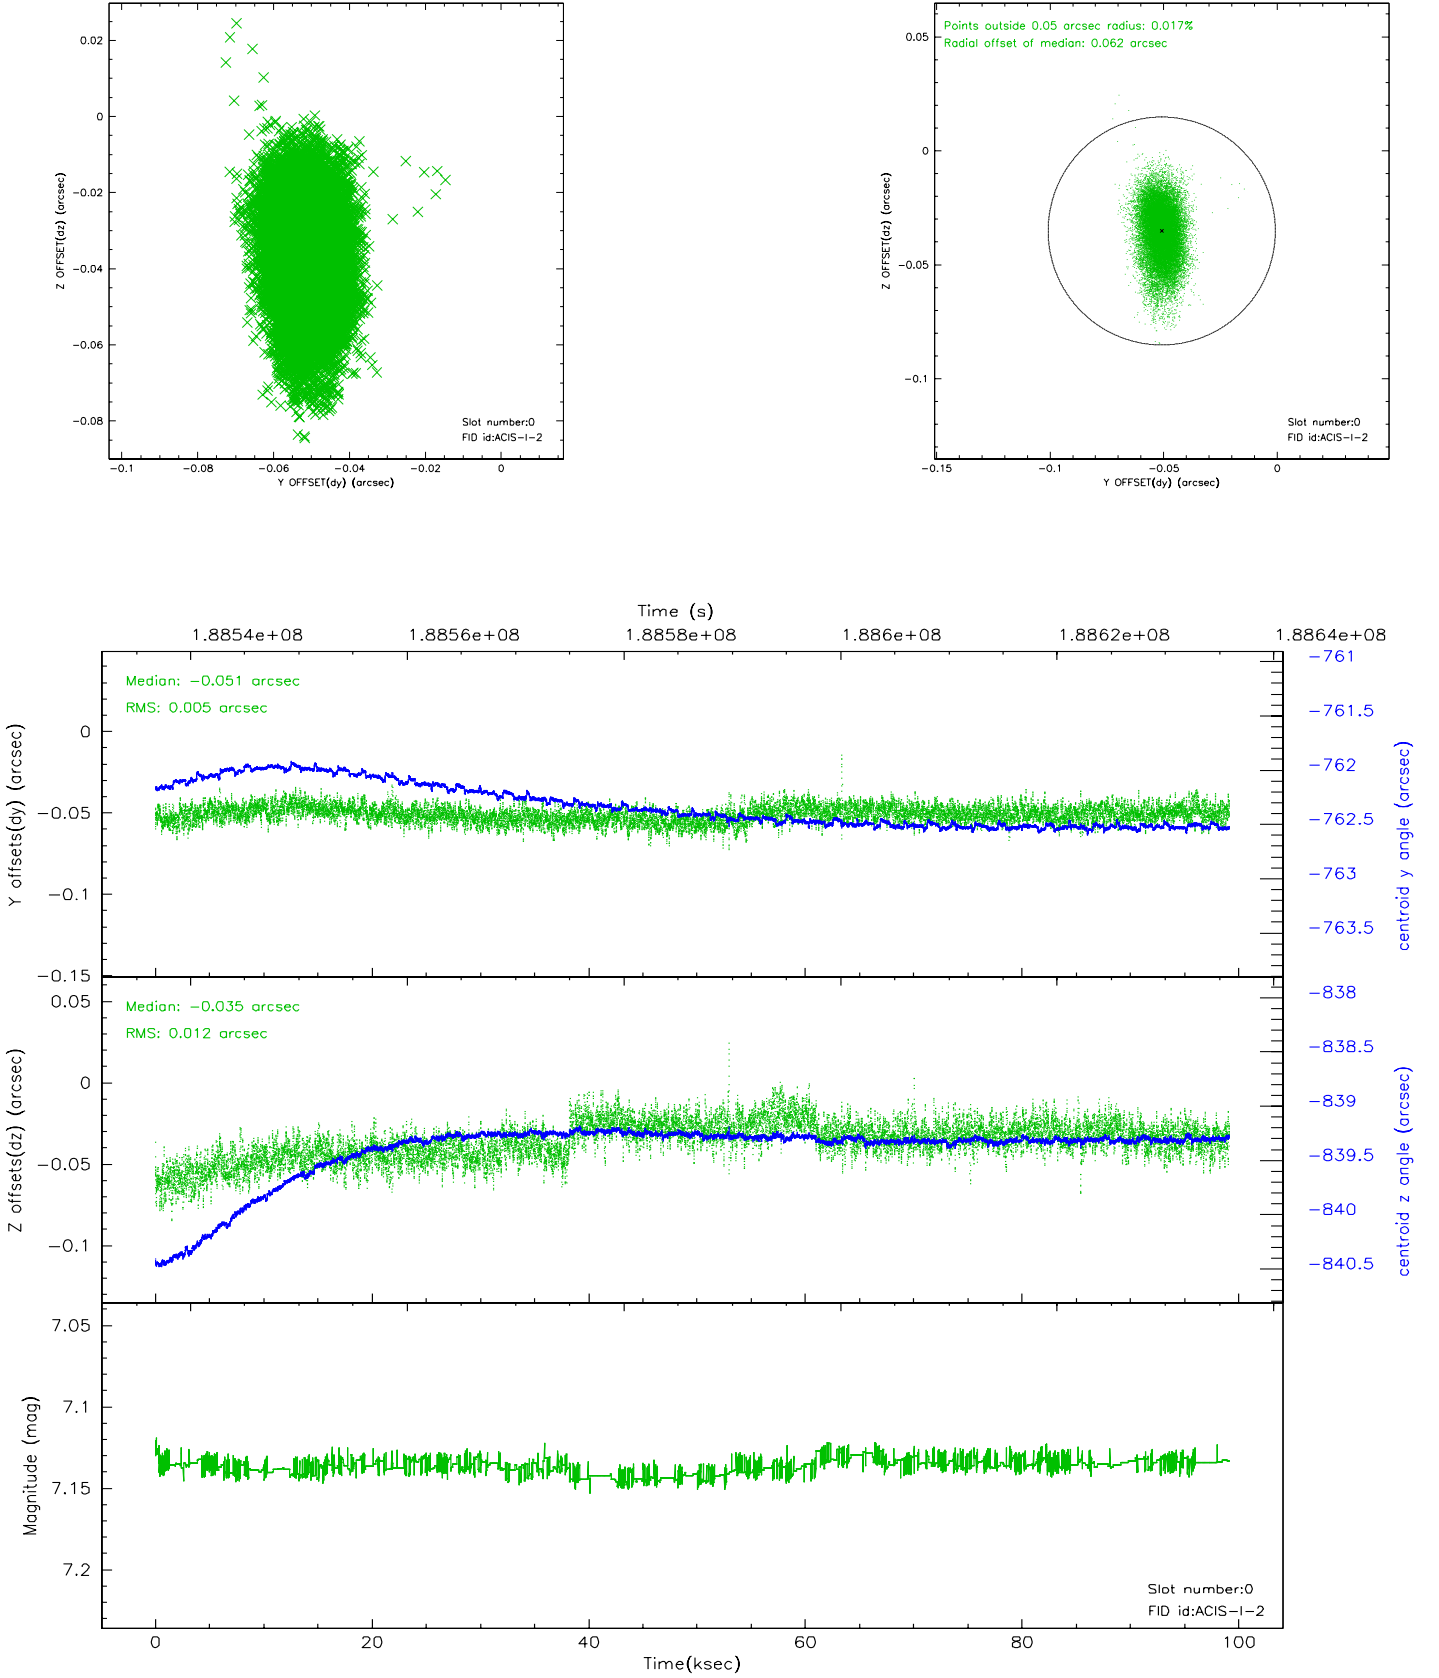 0.02
0
−0.02
−0.04
−0.06
−0.08
Z OFFSET(dz) (arcsec)
Slot number:0
FID id:ACIS−I−2
−0.1
−0.08
−0.06
−0.04
−0.02
0
Y OFFSET(dy) (arcsec)
Points outside 0.05 arcsec radius: 0.017%
Radial offset of median: 0.062 arcsec
0.05
0
−0.05
−0.1
Z OFFSET(dz) (arcsec)
Slot number:0
FID id:ACIS−I−2
−0.15
−0.1
−0.05
0
Y OFFSET(dy) (arcsec)
Time (s)
1.8854e+08
1.8856e+08
1.8858e+08
1.886e+08
1.8862e+08
1.8864e+08
Median: −0.051 arcsec
RMS: 0.005 arcsec
0
−0.05
−0.1
−0.15
Y offsets(dy) (arcsec)
−761
−761.5
−762
−762.5
−763
−763.5
centroid y angle (arcsec)
Median: −0.035 arcsec
RMS: 0.012 arcsec
0.05
0
−0.05
−0.1
Z offsets(dz) (arcsec)
−838
−838.5
−839
−839.5
−840
−840.5
centroid z angle (arcsec)
7.05
7.1
7.15
7.2
Magnitude (mag)
Slot number:0
FID id:ACIS−I−2
0
20
40
60
80
100
Time(ksec)